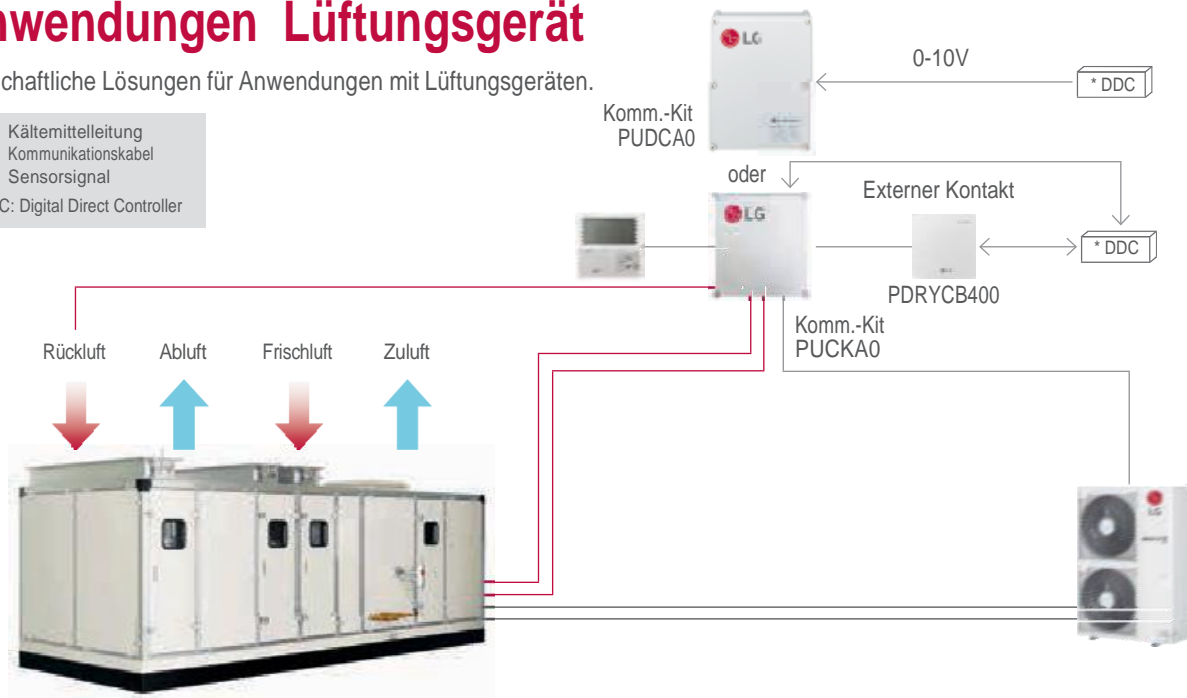 nwendungen Lüftungsgerät
chaftliche Lösungen für Anwendungen mit Lüftungsgeräten.
Kältemittelleitung
Kommunikationskabel
Sensorsignal
C: Digital Direct Controller
LG
Komm.-Kit
PUDCA0
0-10V
* DDC
oder
LG
Externer Kontakt
* DDC
PDRYCB400
Komm.-Kit
PUCKA0
Rückluft
Abluft
Frischluft
Zuluft
LG